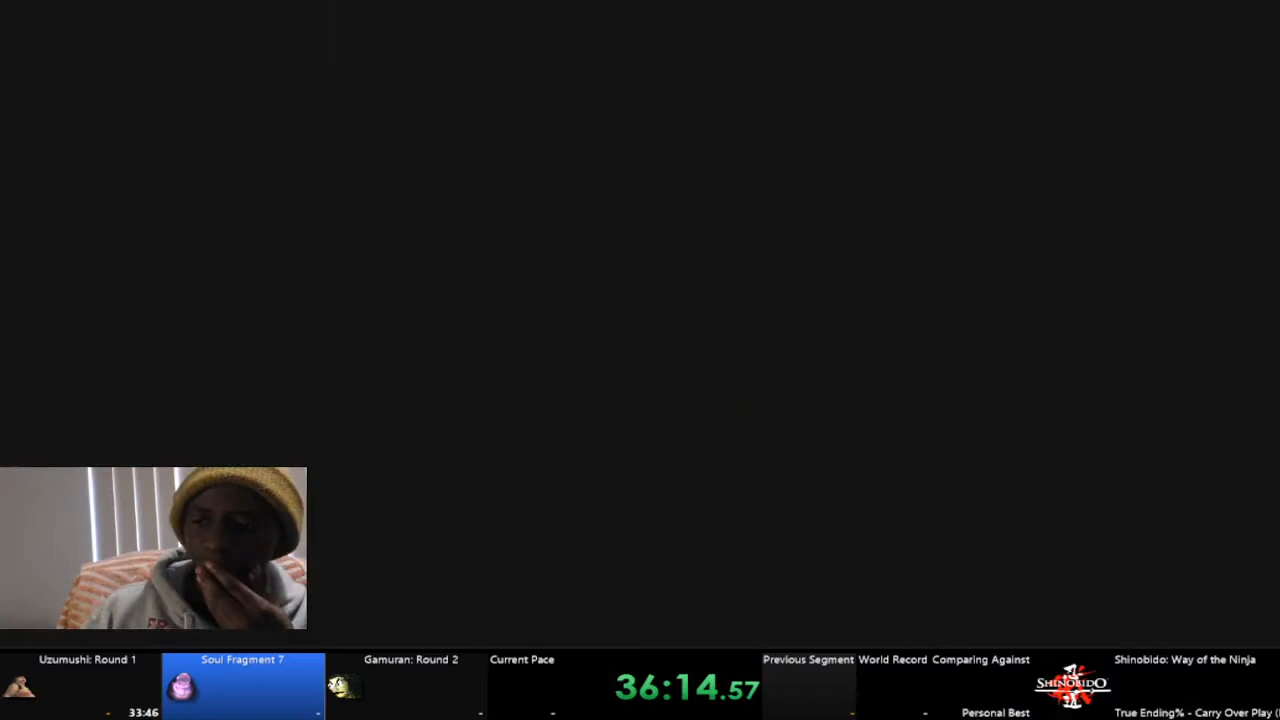 Uzumushi: Round 1
33:46
Soul Fragment 7
-
Gamuran: Round 2
-
Current Pace
-
36:14.57
Previous Segment
-
World Record
-
Comparing Against
Personal Best
SHINOBIDO
Shinobido: Way of the Ninja
True Ending% - Carry Over Play (